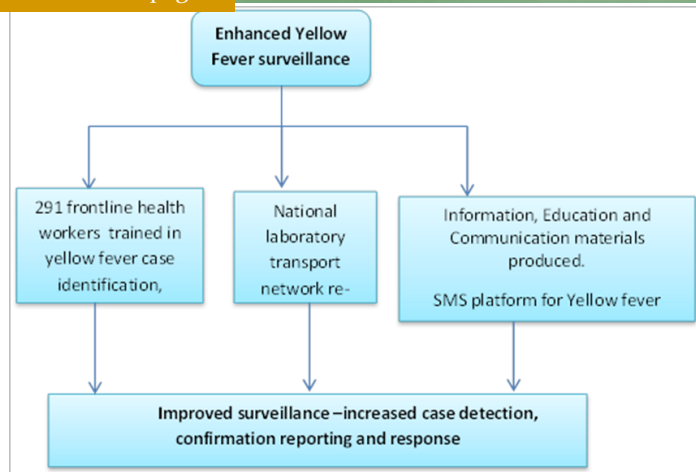 Enhanced Yellow
Fever surveillance
291 frontline health
workers trained in
yellow fever case
identification,
National
laboratory
transport
network re-
Information, Education and
Communication materials
produced.
SMS platform for Yellow fever
Improved surveillance –increased case detection,
confirmation reporting and response